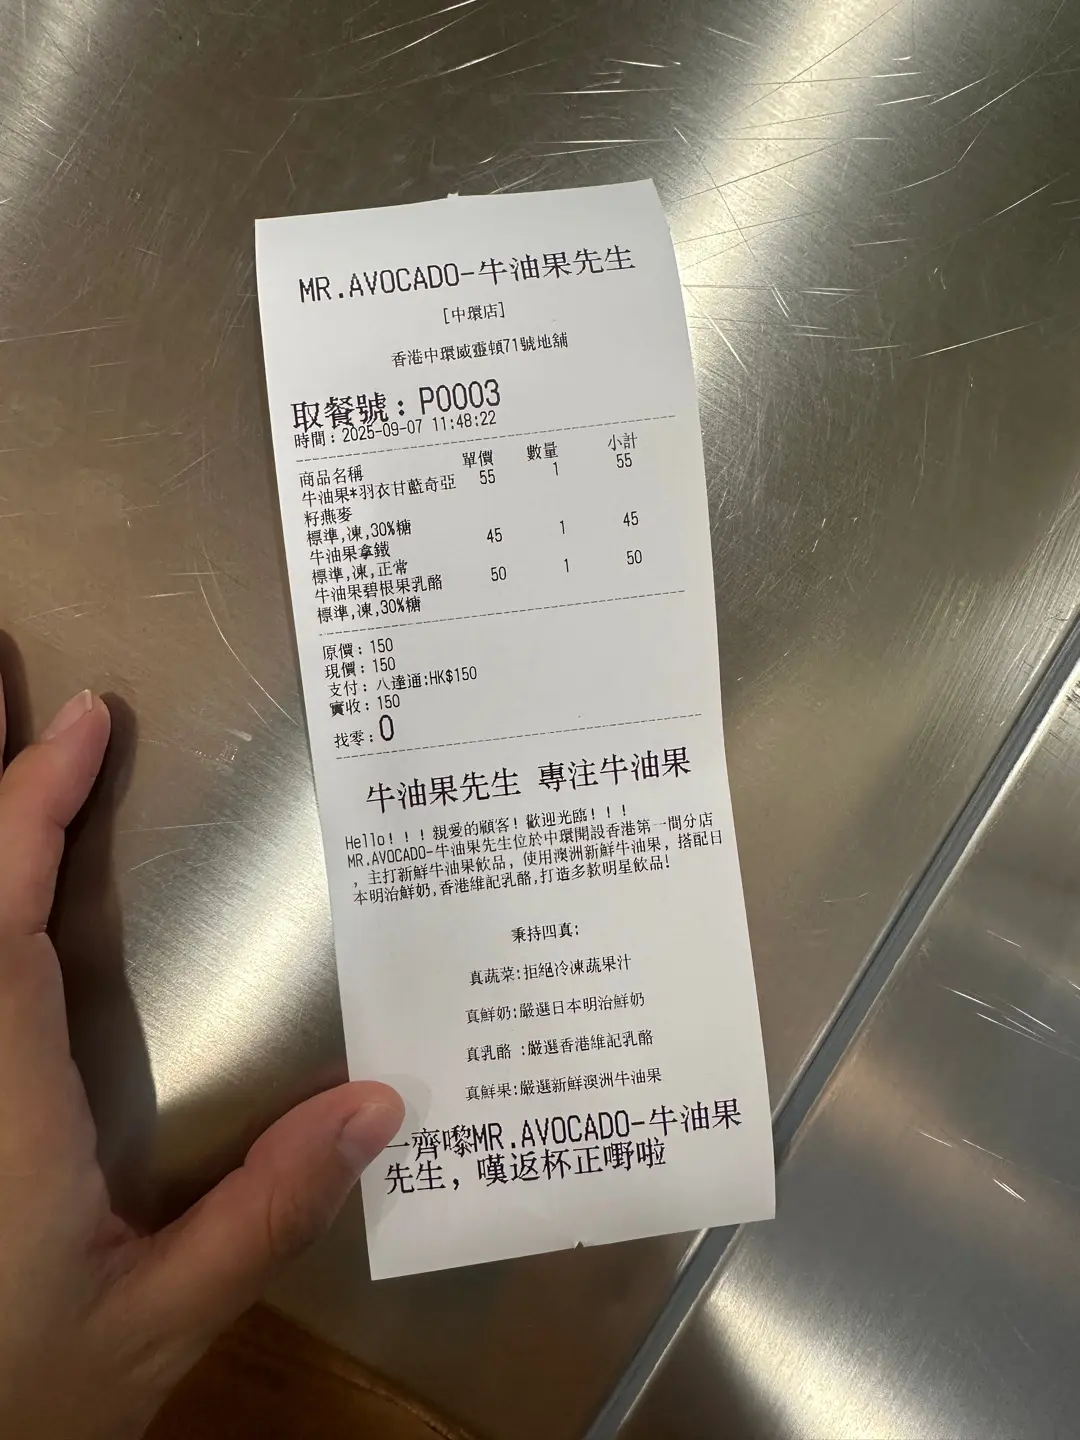 MR.AVOCADO-牛油果先生
[中環店]
香港中環威靈頓71號地舖
取餐號：P0003
時間：2025-09-07 11:48:22
商品名稱 單價 數量 小計
牛油果*羽衣甘藍奇亞 55 1 55
籽燕麥
標準,凍,30%糖
牛油果拿鐵 45 1 45
標準,凍,正常
牛油果碧根果乳酪 50 1 50
標準,凍,30%糖
原價：150
現價：150
支付：八達通:HK$150
實收：150
找零：0
牛油果先生 專注牛油果
Hello！！！親愛的顧客！歡迎光臨！！！
MR.AVOCADO-牛油果先生位於中環開設香港第一間分店
，主打新鮮牛油果飲品，使用澳洲新鮮牛油果，搭配日
本明治鮮奶,香港維記乳酪,打造多款明星飲品!
秉持四真:
真蔬菜:拒絕冷凍蔬果汁
真鮮奶:嚴選日本明治鮮奶
真乳酪 :嚴選香港維記乳酪
真鮮果:嚴選新鮮澳洲牛油果
一齊嚟MR.AVOCADO-牛油果
先生，嘆返杯正嘢啦